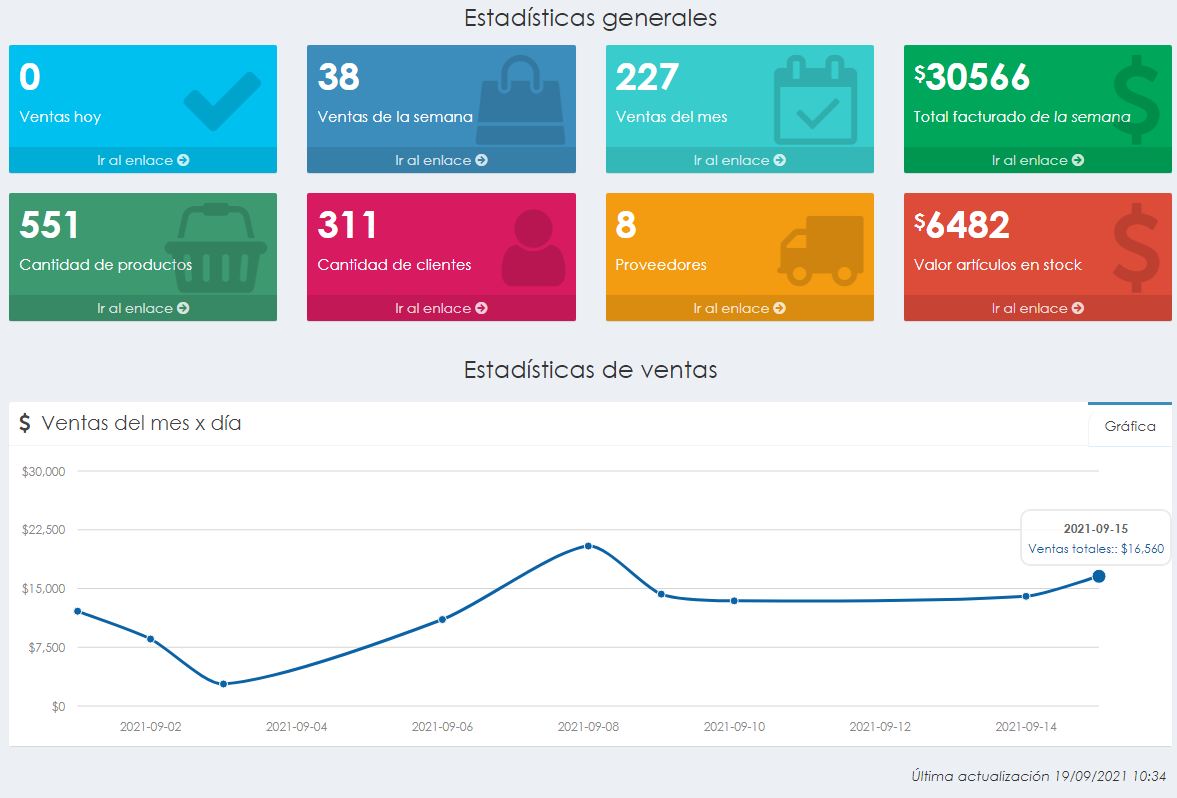 Estadísticas generales
0
Ventas hoy
Ir al enlace
38
Ventas de la semana
Ir al enlace
227
Ventas del mes
Ir al enlace
$30566
Total facturado de la semana
Ir al enlace
551
Cantidad de productos
Ir al enlace
311
Cantidad de clientes
Ir al enlace
8
Proveedores
Ir al enlace
$6482
Valor artículos en stock
Ir al enlace
Estadísticas de ventas
$ Ventas del mes x día
Gráfica
$30,000
$22,500
$15,000
$7,500
$0
2021-09-15
Ventas totales:: $16,560
2021-09-02 2021-09-04 2021-09-06 2021-09-08 2021-09-10 2021-09-12 2021-09-14
Última actualización 19/09/2021 10:34